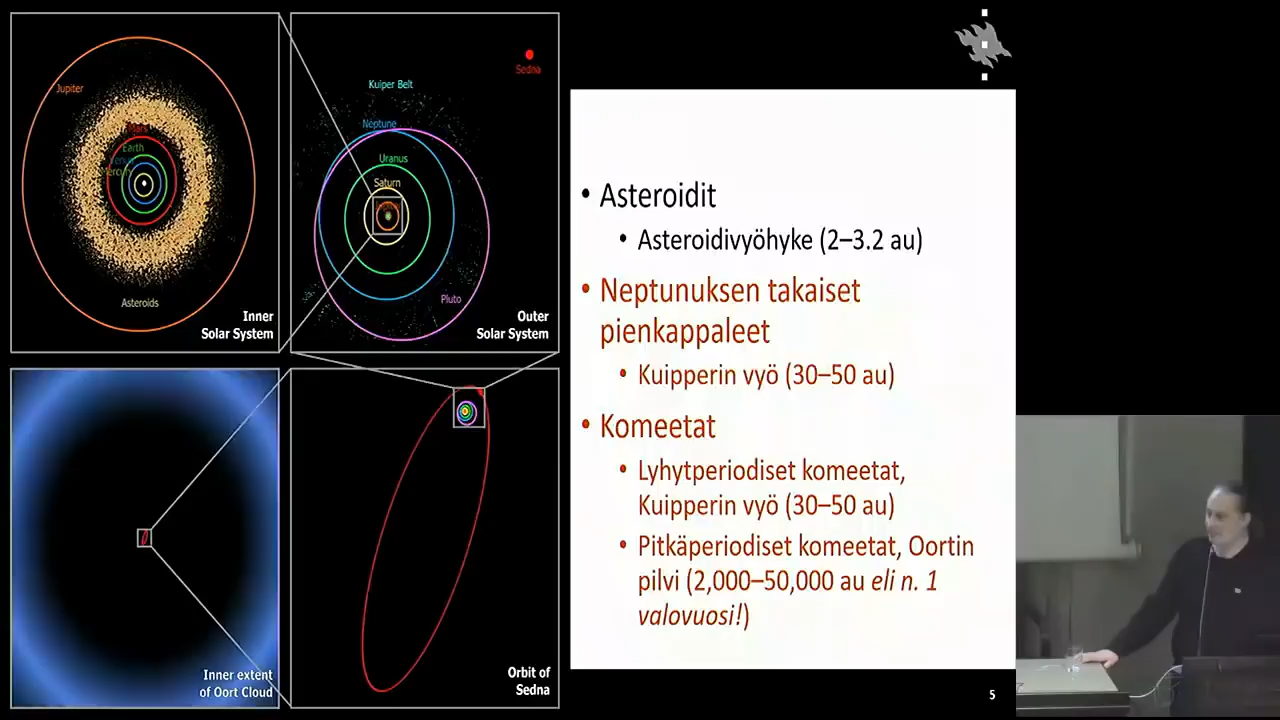 Jupiter
Mars
Earth
Venus
Mercury
Asteroids
Inner
Solar System
Sedna
Kuiper Belt
Neptune
Uranus
Saturn
Pluto
Outer
Solar System
Inner extent
of Oort Cloud
Orbit of
Sedna
• Asteroidit
• Asteroidivyöhyke (2–3.2 au)
• Neptunuksen takaiset
pienkappaleet
• Kuipperin vyö (30–50 au)
• Komeetat
• Lyhytperiodiset komeetat,
Kuipperin vyö (30–50 au)
• Pitkäperiodiset komeetat, Oortin
pilvi (2,000–50,000 au eli n. 1
valovuosi!)
5